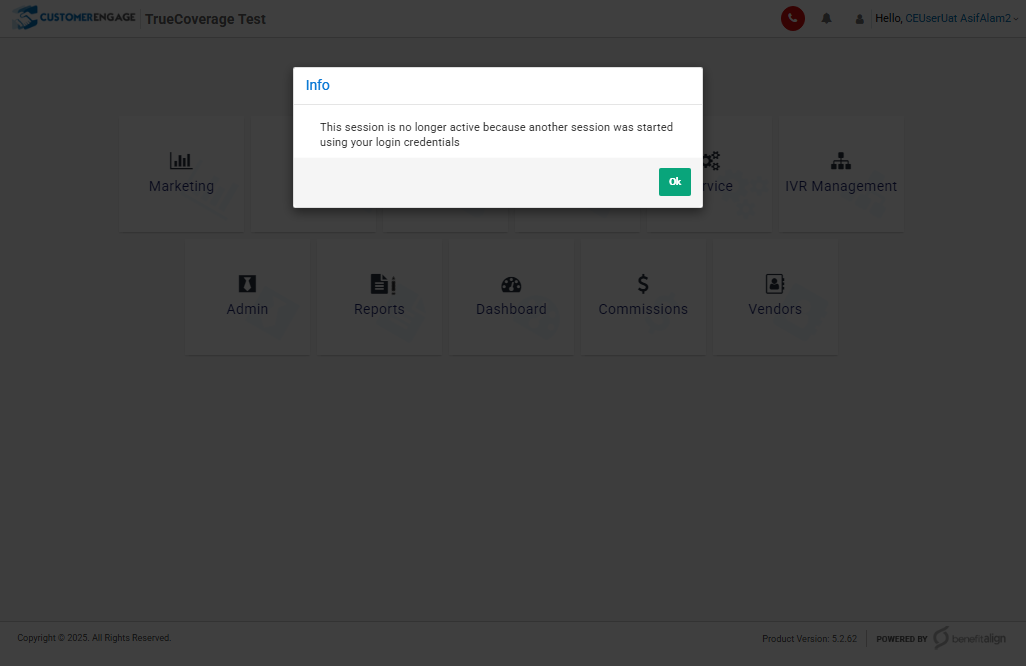 CUSTOMERENGAGE TrueCoverage Test
Hello, CEUserUat AsifAlam2
Info
This session is no longer active because another session was started
using your login credentials
Ok
Marketing
rvice
IVR Management
Admin
Reports
Dashboard
Commissions
Vendors
Copyright © 2025. All Rights Reserved.
Product Version: 5.2.62
POWERED BY benefitalign